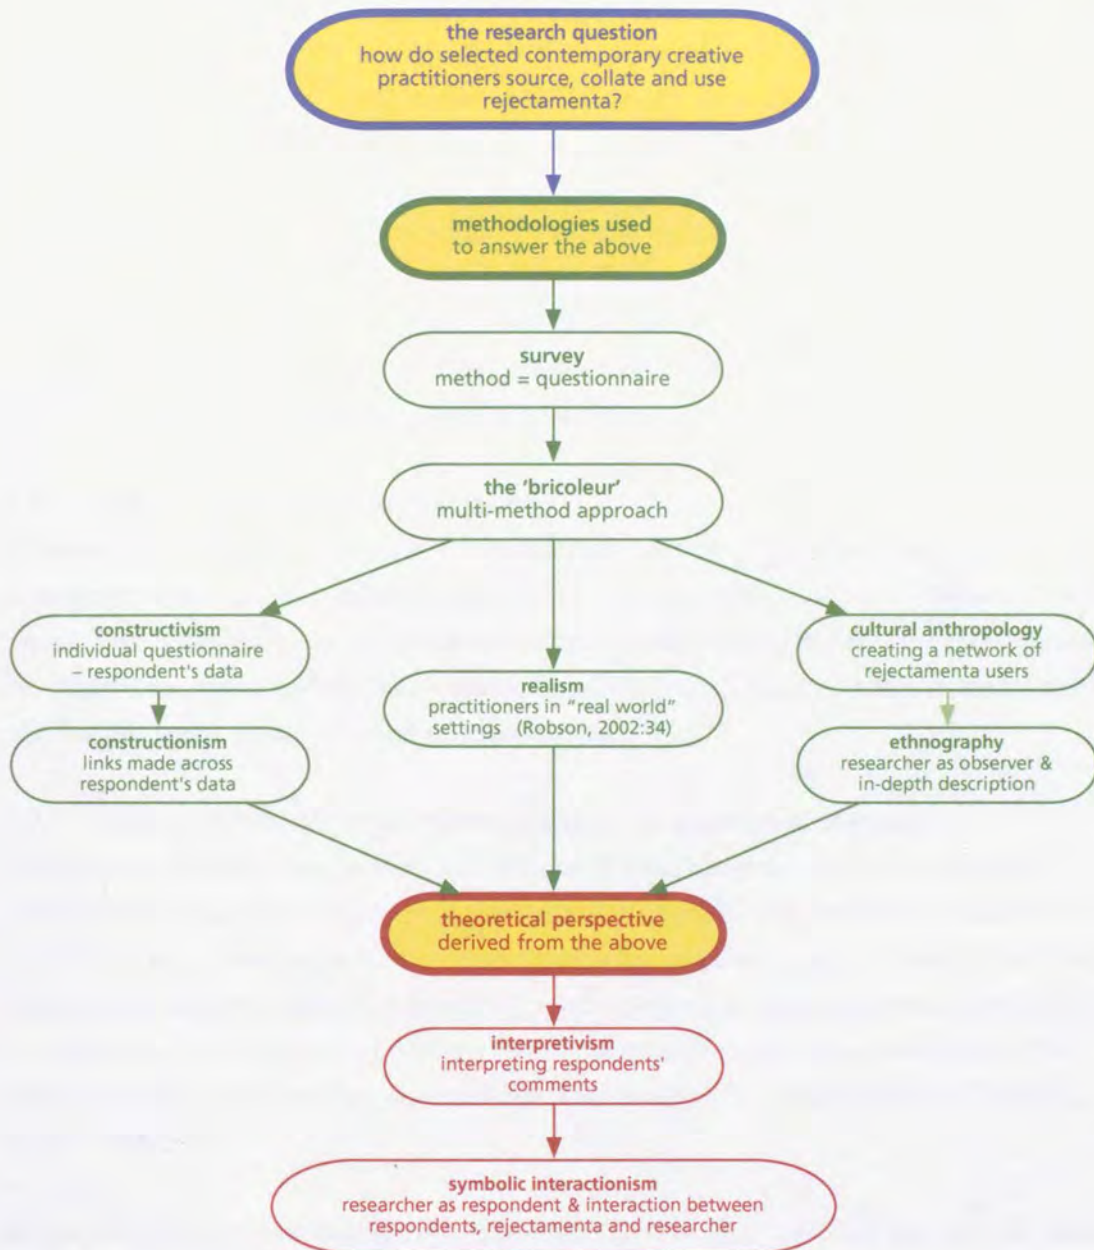 the research question
how do selected contemporary creative
practitioners source, collate and use
rejectamenta?
methodologies used
to answer the above
survey
method = questionnaire
the 'bricoleur'
multi-method approach
constructivism
individual questionnaire
– respondent's data
constructionism
links made across
respondent's data
realism
practitioners in "real world"
settings (Robson, 2002:34)
cultural anthropology
creating a network of
rejectamenta users
ethnography
researcher as observer &
in-depth description
theoretical perspective
derived from the above
interpretivism
interpreting respondents'
comments
symbolic interactionism
researcher as respondent & interaction between
respondents, rejectamenta and researcher